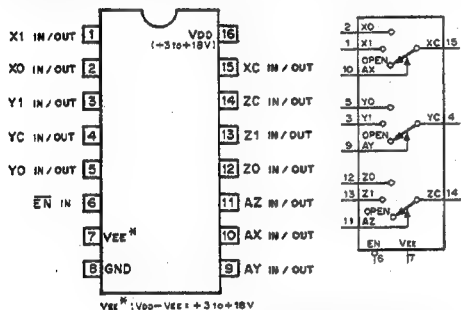 X1 IN/OUT 1
X0 IN/OUT 2
Y1 IN/OUT 3
YC IN/OUT 4
Y0 IN/OUT 5
EN IN 6
7 VEE*
8 GND
VDD 16
(+3 to +18V)
15 XC IN/OUT
14 ZC IN/OUT
13 Z1 IN/OUT
12 Z0 IN/OUT
11 AZ IN/OUT
10 AX IN/OUT
9 AY IN/OUT
VEE* : VDD-VEE = +3 to +18V
2 X0
1 X1 XC 15
OPEN
10 AX
5 Y0
3 Y1 YC 4
OPEN
9 AY
12 Z0
13 Z1 ZC 14
OPEN
11 AZ
EN VEE
6 7